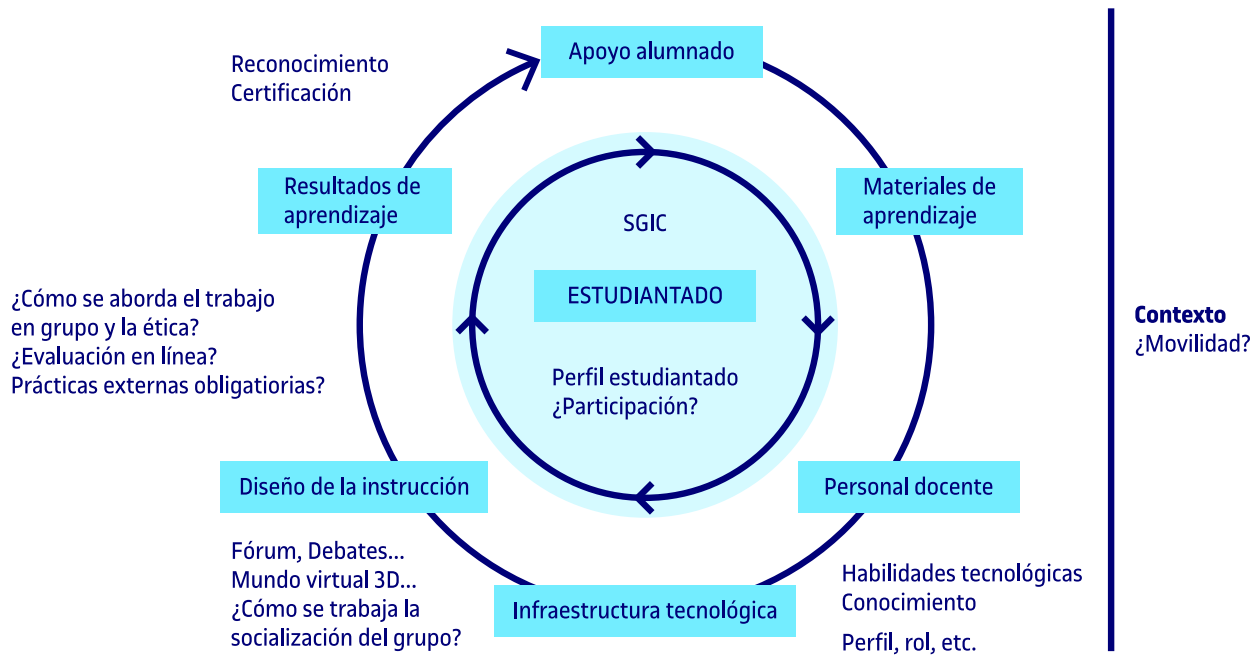 Apoyo alumnado
Reconocimiento
Certificación
Resultados de
aprendizaje
Materiales de
aprendizaje
SGIC
ESTUDIANTADO
Perfil estudiantado
¿Participación?
¿Cómo se aborda el trabajo
en grupo y la ética?
¿Evaluación en línea?
Prácticas externas obligatiorias?
Contexto
¿Movilidad?
Diseño de la instrucción
Personal docente
Fórum, Debates...
Mundo virtual 3D...
¿Cómo se trabaja la
socialización del grupo?
Infraestructura tecnológica
Habilidades tecnológicas
Conocimiento
Perfil, rol, etc.